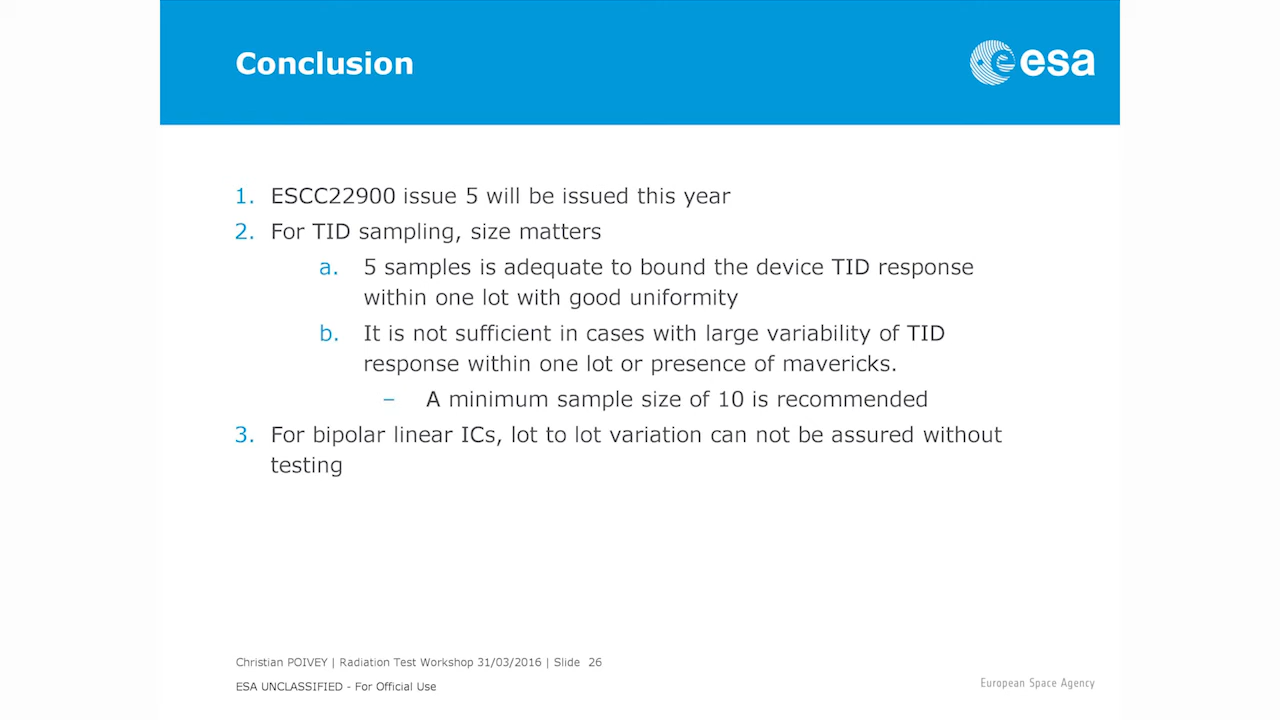 Conclusion
esa
1. ESCC22900 issue 5 will be issued this year
2. For TID sampling, size matters
a. 5 samples is adequate to bound the device TID response
within one lot with good uniformity
b. It is not sufficient in cases with large variability of TID
response within one lot or presence of mavericks.
– A minimum sample size of 10 is recommended
3. For bipolar linear ICs, lot to lot variation can not be assured without
testing
Christian POIVEY | Radiation Test Workshop 31/03/2016 | Slide 26
ESA UNCLASSIFIED - For Official Use
European Space Agency